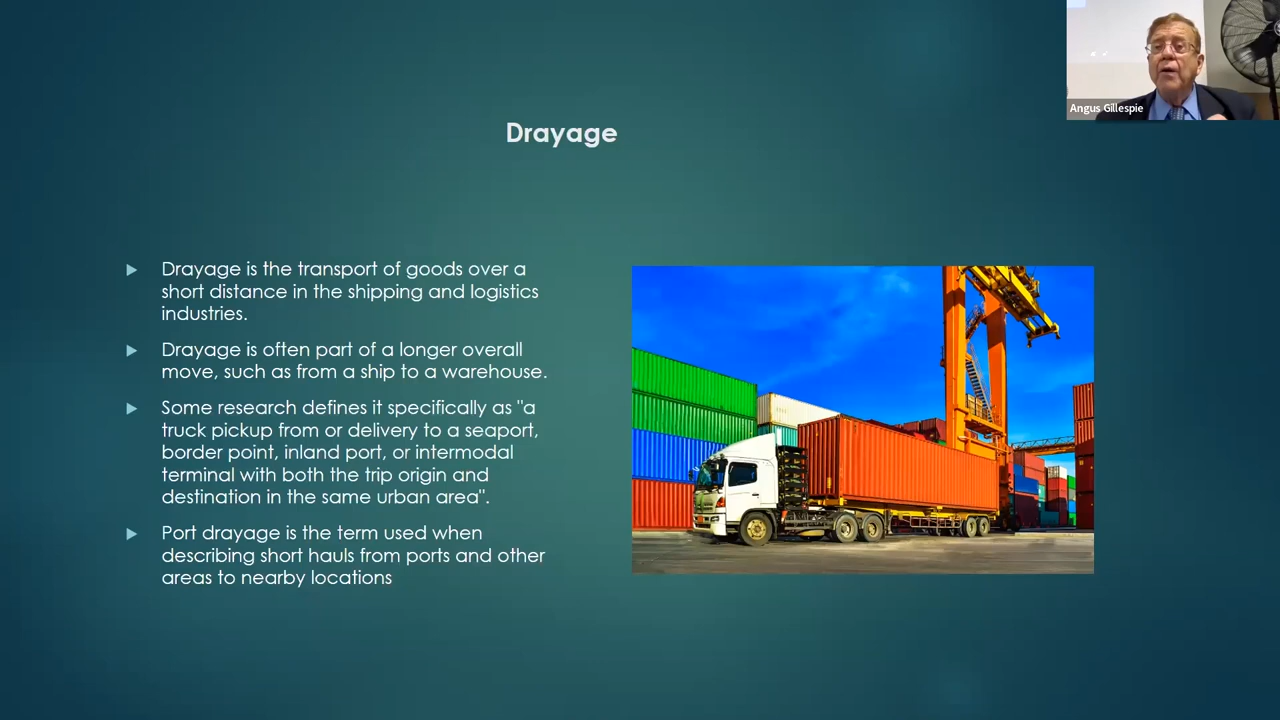 Angus Gillespie
Drayage
Drayage is the transport of goods over a
short distance in the shipping and logistics
industries.
Drayage is often part of a longer overall
move, such as from a ship to a warehouse.
Some research defines it specifically as "a
truck pickup from or delivery to a seaport,
border point, inland port, or intermodal
terminal with both the trip origin and
destination in the same urban area".
Port drayage is the term used when
describing short hauls from ports and other
areas to nearby locations